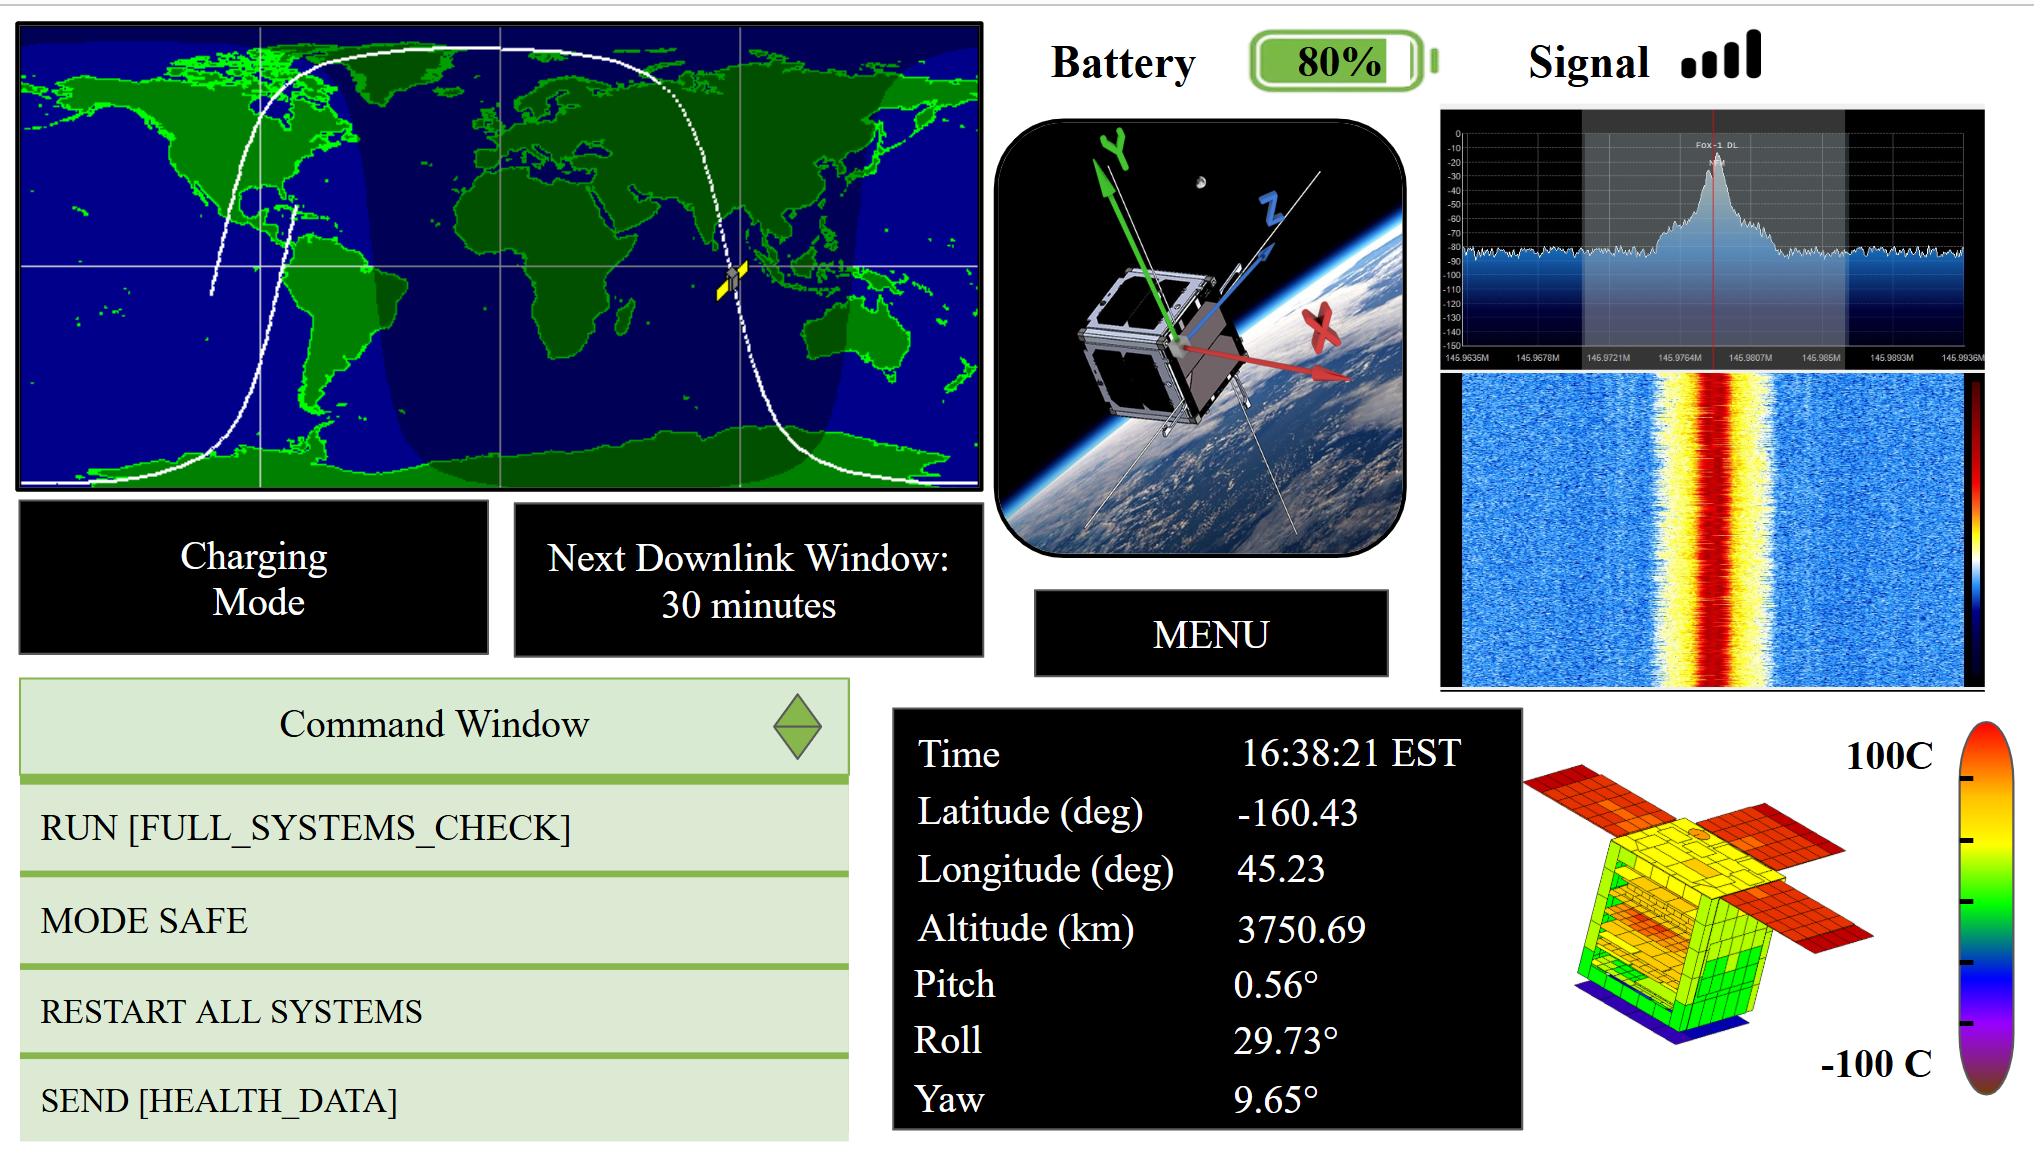 Battery
80%
Signal
Y
Z
X
Fox-1 DL
NFM
0
-10
-20
-30
-40
-50
-60
-70
-80
-90
-100
-110
-120
-130
-140
-150
145.9635M 145.9678M 145.9721M 145.9764M 145.9807M 145.985M 145.9893M 145.9936M
Charging
Mode
Next Downlink Window:
30 minutes
MENU
Command Window
RUN [FULL_SYSTEMS_CHECK]
MODE SAFE
RESTART ALL SYSTEMS
SEND [HEALTH_DATA]
Time 16:38:21 EST
Latitude (deg) -160.43
Longitude (deg) 45.23
Altitude (km) 3750.69
Pitch 0.56°
Roll 29.73°
Yaw 9.65°
100C
-100 C